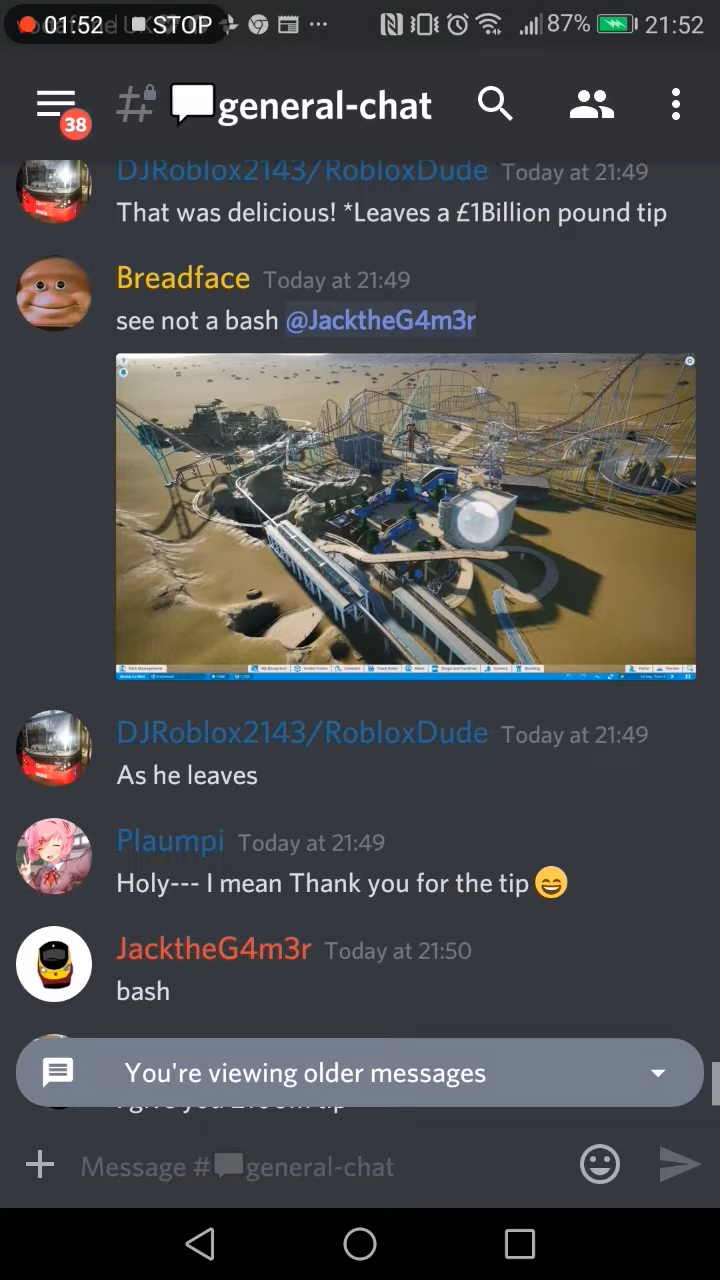 01:52 STOP 87% 21:52
38
general-chat
DJRoblox2143/RobloxDude Today at 21:49
That was delicious! *Leaves a £1Billion pound tip
Breadface Today at 21:49
see not a bash @JacktheG4m3r
DJRoblox2143/RobloxDude Today at 21:49
As he leaves
Plaumpi Today at 21:49
Holy--- I mean Thank you for the tip
JacktheG4m3r Today at 21:50
bash
You're viewing older messages
Message # general-chat